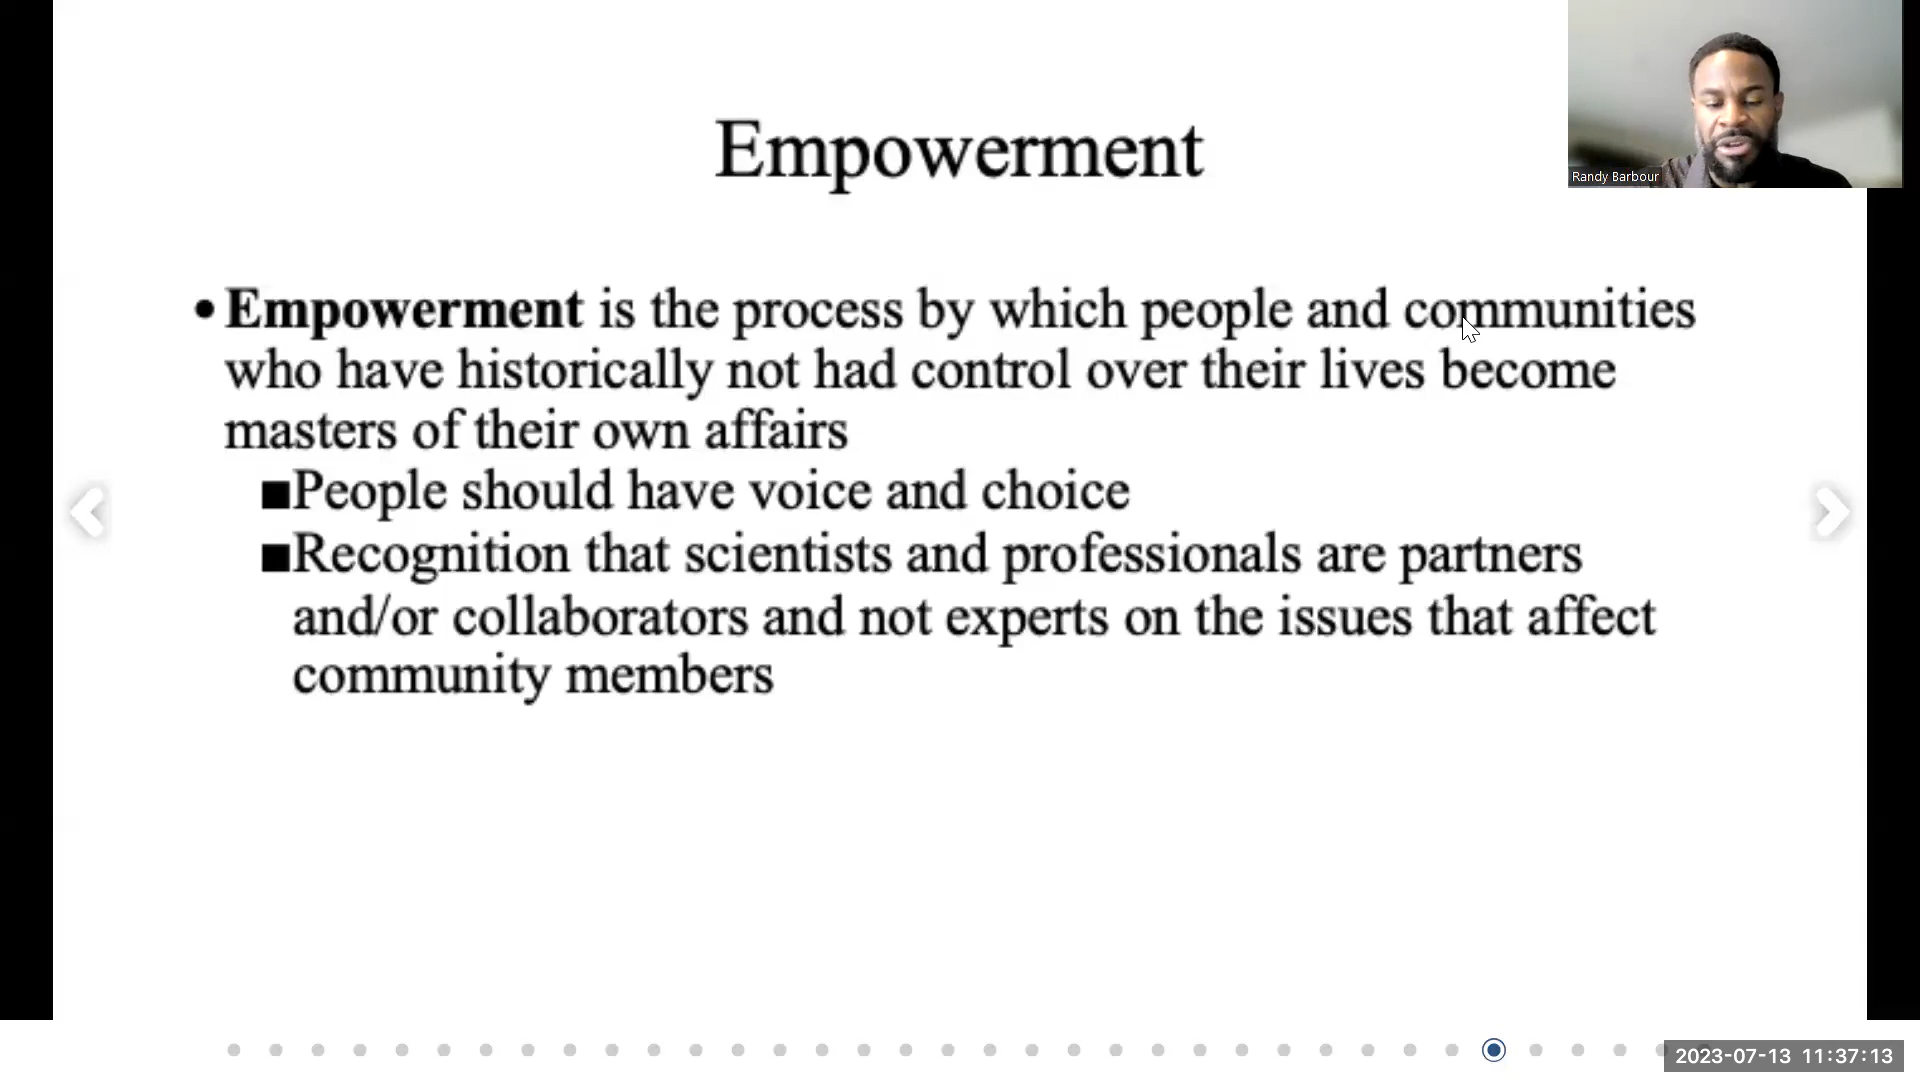 Empowerment
Randy Barbour
• Empowerment is the process by which people and communities
who have historically not had control over their lives become
masters of their own affairs
■People should have voice and choice
■Recognition that scientists and professionals are partners
and/or collaborators and not experts on the issues that affect
community members
2023-07-13 11:37:13